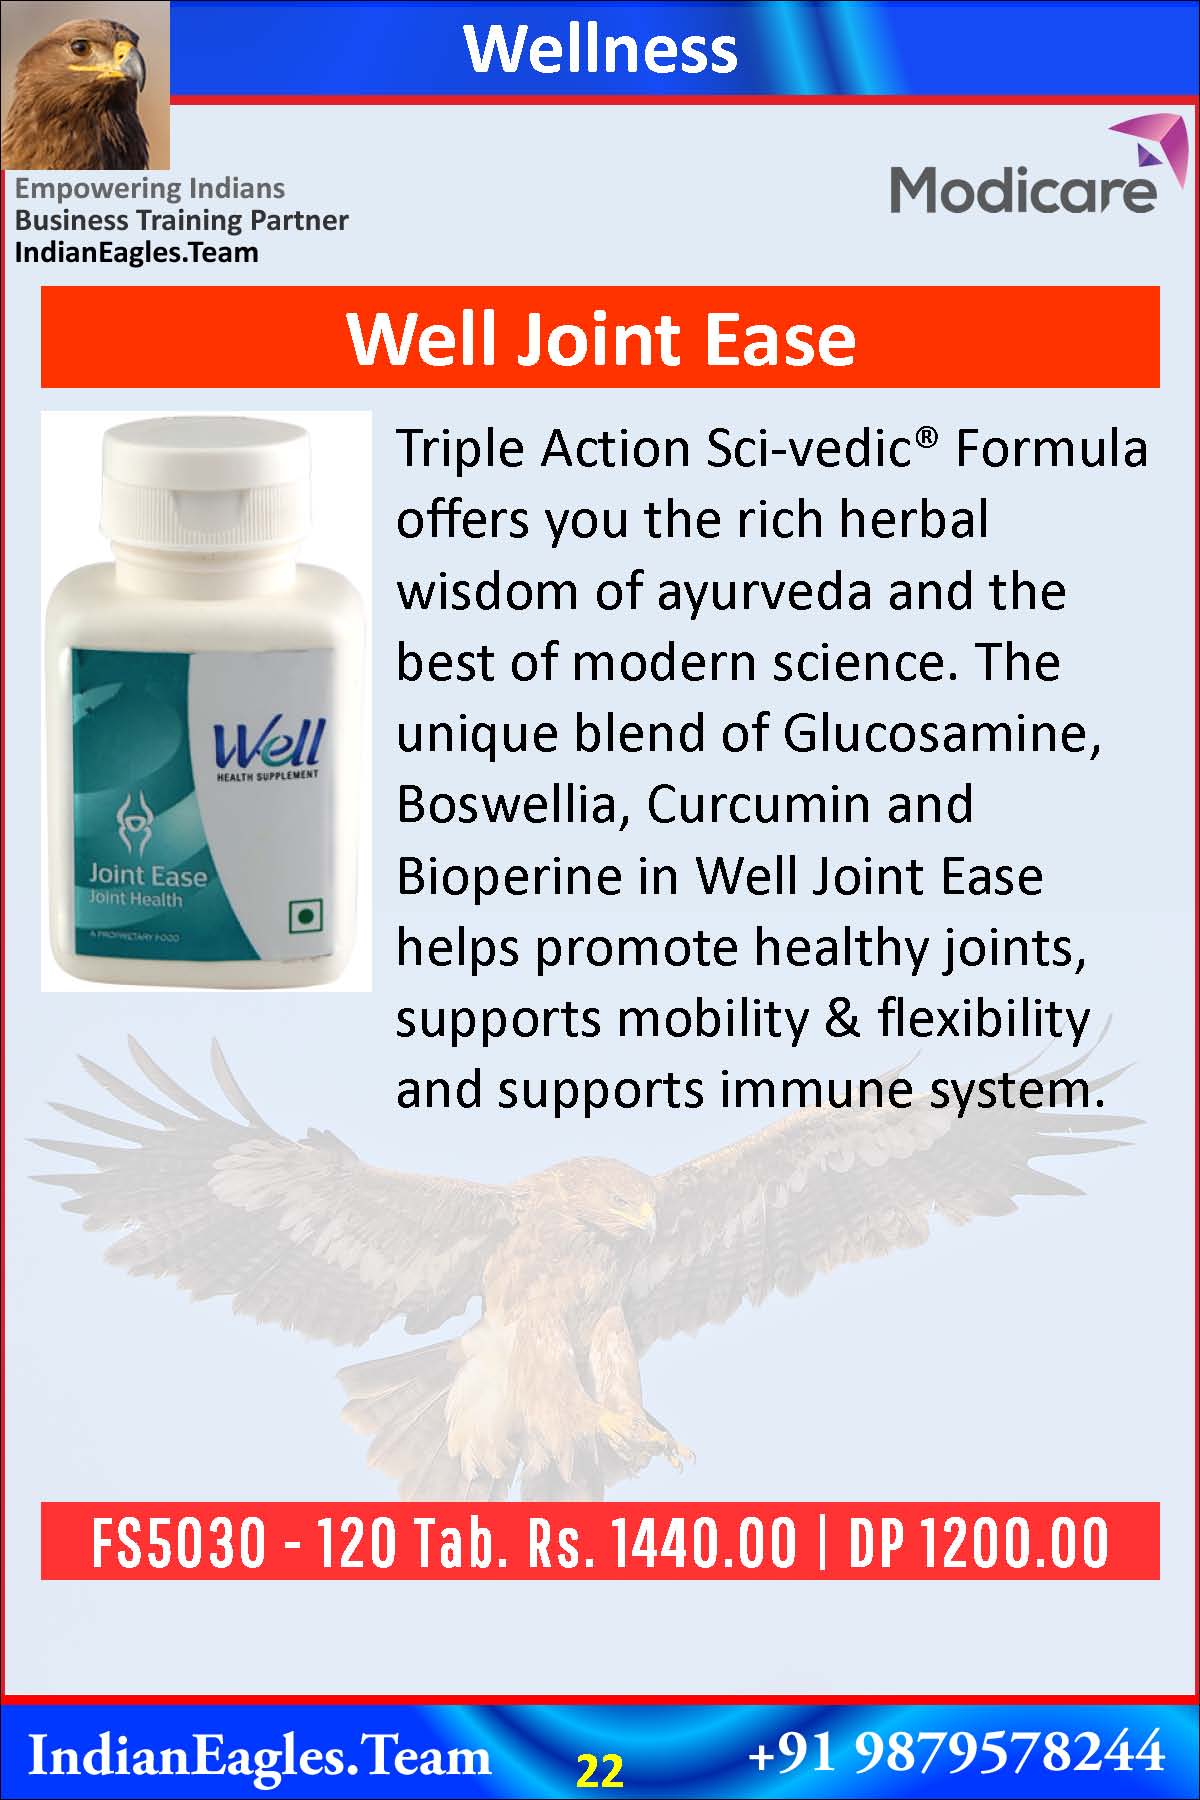 Wellness
Empowering Indians
Business Training Partner
IndianEagles.Team
Modicare
Well Joint Ease
Triple Action Sci-vedic® Formula
offers you the rich herbal
wisdom of ayurveda and the
best of modern science. The
unique blend of Glucosamine,
Boswellia, Curcumin and
Bioperine in Well Joint Ease
helps promote healthy joints,
supports mobility & flexibility
and supports immune system.
Well
HEALTH SUPPLEMENT
Joint Ease
Joint Health
A PROPRIETARY FOOD
FS5030 - 120 Tab. Rs. 1440.00 | DP 1200.00
IndianEagles.Team
22
+91 9879578244